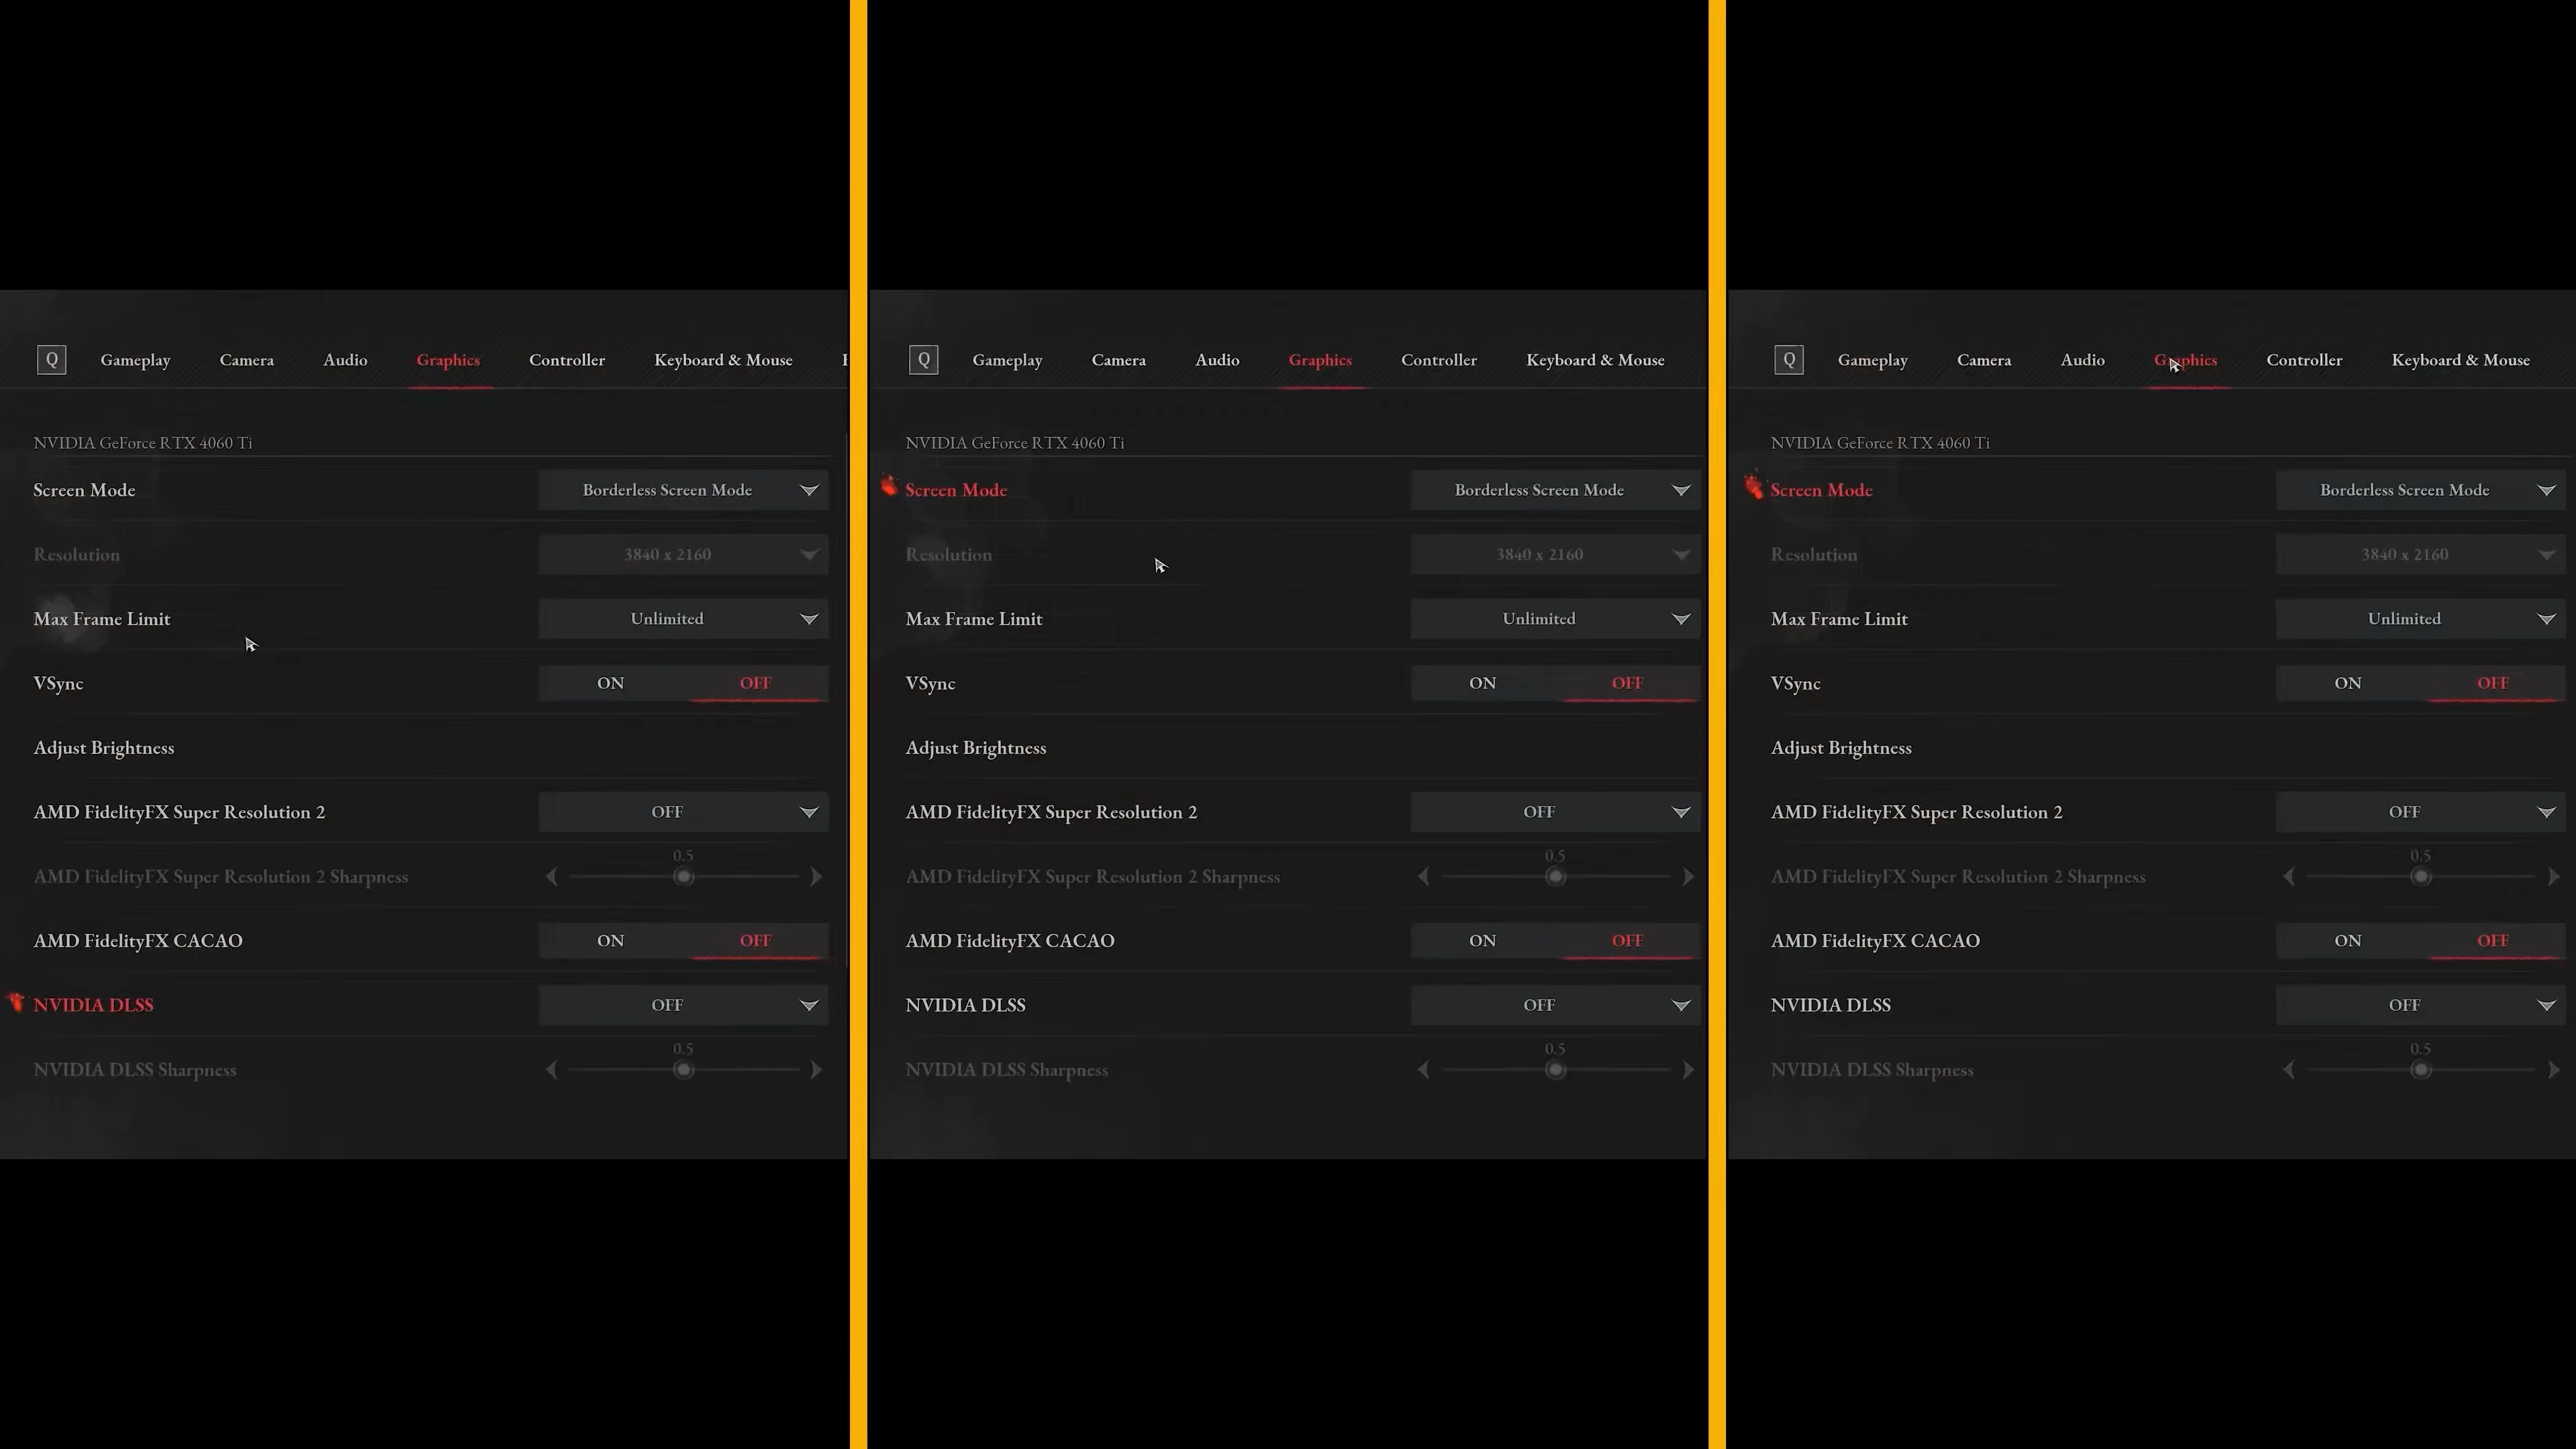 Q Gameplay Camera Audio Graphics Controller Keyboard & Mouse
NVIDIA GeForce RTX 4060 Ti
Screen Mode Borderless Screen Mode
Resolution 3840 x 2160
Max Frame Limit Unlimited
VSync ON OFF
Adjust Brightness
AMD FidelityFX Super Resolution 2 OFF
0.5
AMD FidelityFX Super Resolution 2 Sharpness
AMD FidelityFX CACAO ON OFF
NVIDIA DLSS OFF
0.5
NVIDIA DLSS Sharpness
Q Gameplay Camera Audio Graphics Controller Keyboard & Mouse
NVIDIA GeForce RTX 4060 Ti
Screen Mode Borderless Screen Mode
Resolution 3840 x 2160
Max Frame Limit Unlimited
VSync ON OFF
Adjust Brightness
AMD FidelityFX Super Resolution 2 OFF
0.5
AMD FidelityFX Super Resolution 2 Sharpness
AMD FidelityFX CACAO ON OFF
NVIDIA DLSS OFF
0.5
NVIDIA DLSS Sharpness
Q Gameplay Camera Audio Graphics Controller Keyboard & Mouse
NVIDIA GeForce RTX 4060 Ti
Screen Mode Borderless Screen Mode
Resolution 3840 x 2160
Max Frame Limit Unlimited
VSync ON OFF
Adjust Brightness
AMD FidelityFX Super Resolution 2 OFF
0.5
AMD FidelityFX Super Resolution 2 Sharpness
AMD FidelityFX CACAO ON OFF
NVIDIA DLSS OFF
0.5
NVIDIA DLSS Sharpness